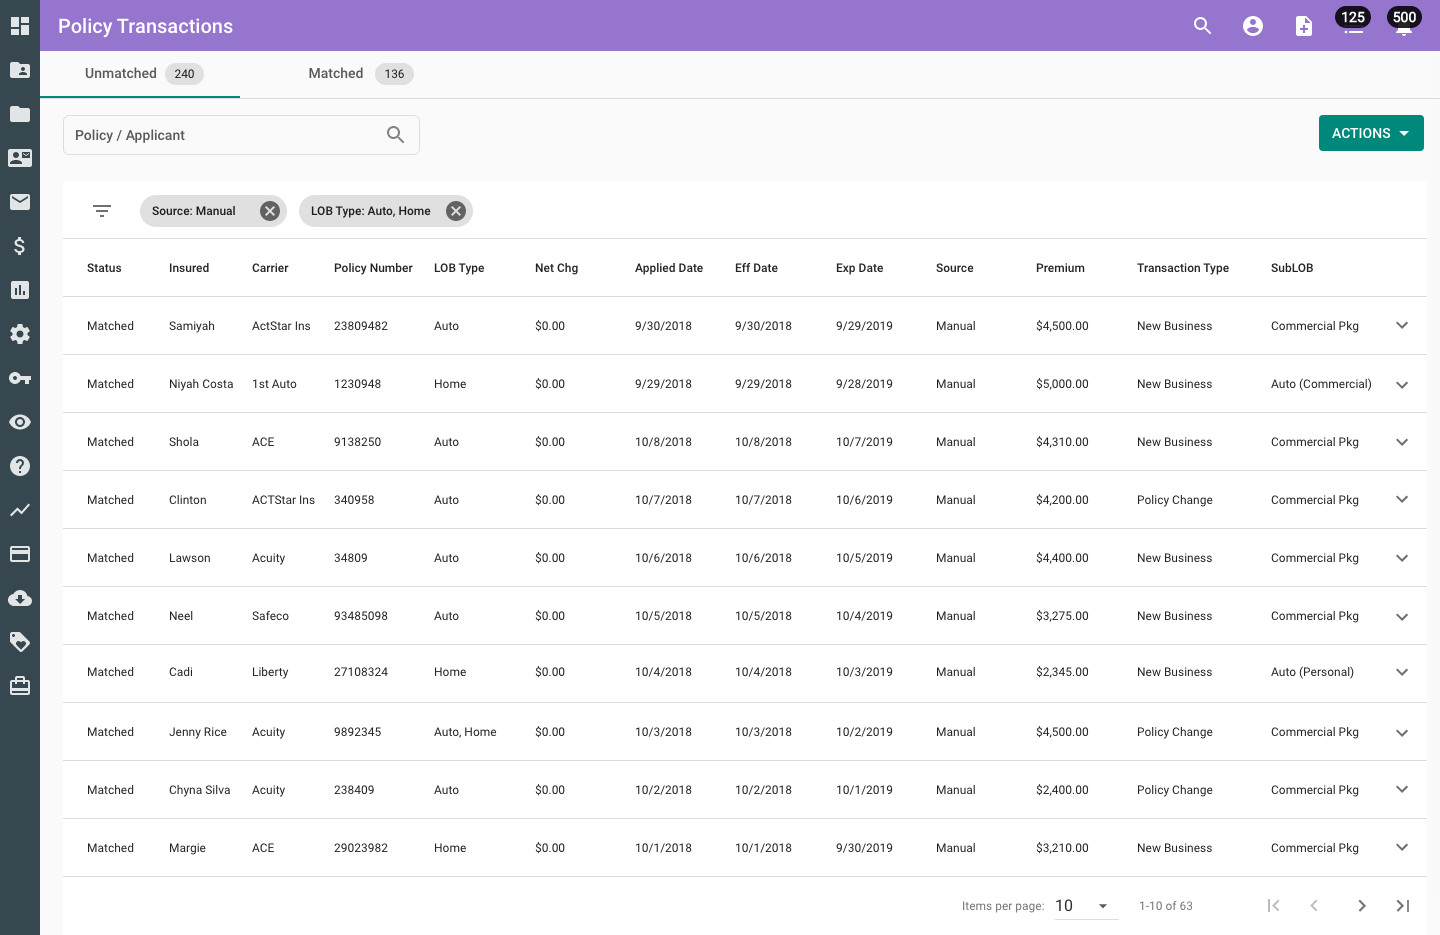 Policy Transactions
125
500
Unmatched 240
Matched 136
Policy / Applicant
ACTIONS
Source: Manual
LOB Type: Auto, Home
Status Insured Carrier Policy Number LOB Type Net Chg Applied Date Eff Date Exp Date Source Premium Transaction Type SubLOB
Matched Samiyah ActStar Ins 23809482 Auto $0.00 9/30/2018 9/30/2018 9/29/2019 Manual $4,500.00 New Business Commercial Pkg
Matched Niyah Costa 1st Auto 1230948 Home $0.00 9/29/2018 9/29/2018 9/28/2019 Manual $5,000.00 New Business Auto (Commercial)
Matched Shola ACE 9138250 Auto $0.00 10/8/2018 10/8/2018 10/7/2019 Manual $4,310.00 New Business Commercial Pkg
Matched Clinton ACTStar Ins 340958 Auto $0.00 10/7/2018 10/7/2018 10/6/2019 Manual $4,200.00 Policy Change Commercial Pkg
Matched Lawson Acuity 34809 Auto $0.00 10/6/2018 10/6/2018 10/5/2019 Manual $4,400.00 New Business Commercial Pkg
Matched Neel Safeco 93485098 Auto $0.00 10/5/2018 10/5/2018 10/4/2019 Manual $3,275.00 New Business Commercial Pkg
Matched Cadi Liberty 27108324 Home $0.00 10/4/2018 10/4/2018 10/3/2019 Manual $2,345.00 New Business Auto (Personal)
Matched Jenny Rice Acuity 9892345 Auto, Home $0.00 10/3/2018 10/3/2018 10/2/2019 Manual $4,500.00 Policy Change Commercial Pkg
Matched Chyna Silva Acuity 238409 Auto $0.00 10/2/2018 10/2/2018 10/1/2019 Manual $2,400.00 Policy Change Commercial Pkg
Matched Margie ACE 29023982 Home $0.00 10/1/2018 10/1/2018 9/30/2019 Manual $3,210.00 New Business Commercial Pkg
Items per page: 10 1-10 of 63